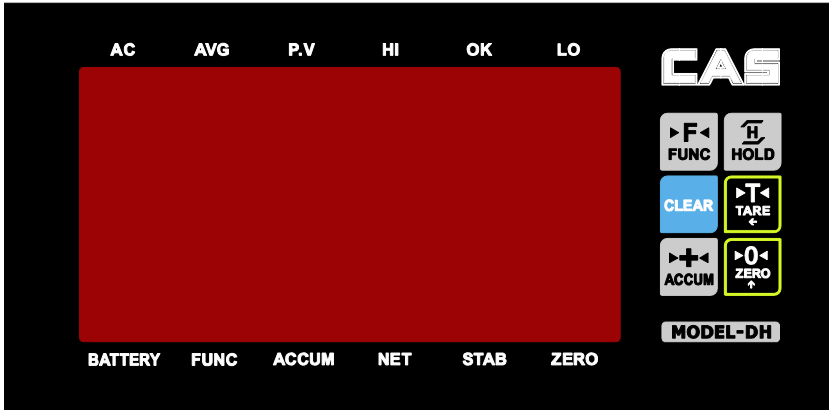 AC AVG P.V HI OK LO
CAS
▶F◀
FUNC
H
HOLD
CLEAR
▶T◀
TARE
←
▶+◀
ACCUM
▶0◀
ZERO
↑
MODEL-DH
BATTERY FUNC ACCUM NET STAB ZERO